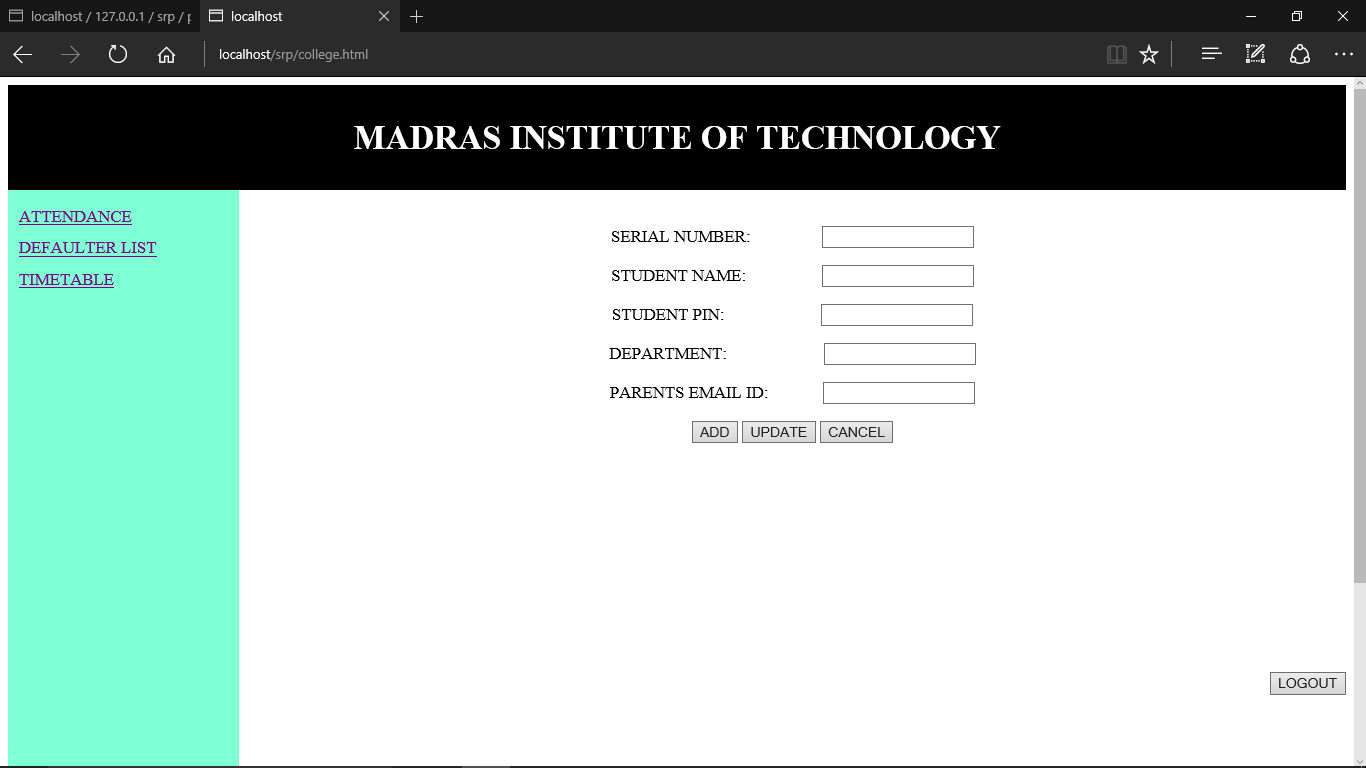 localhost / 127.0.0.1 / srp / p
localhost
localhost/srp/college.html
MADRAS INSTITUTE OF TECHNOLOGY
ATTENDANCE
DEFAULTER LIST
TIMETABLE
SERIAL NUMBER:
STUDENT NAME:
STUDENT PIN:
DEPARTMENT:
PARENTS EMAIL ID:
ADD UPDATE CANCEL
LOGOUT